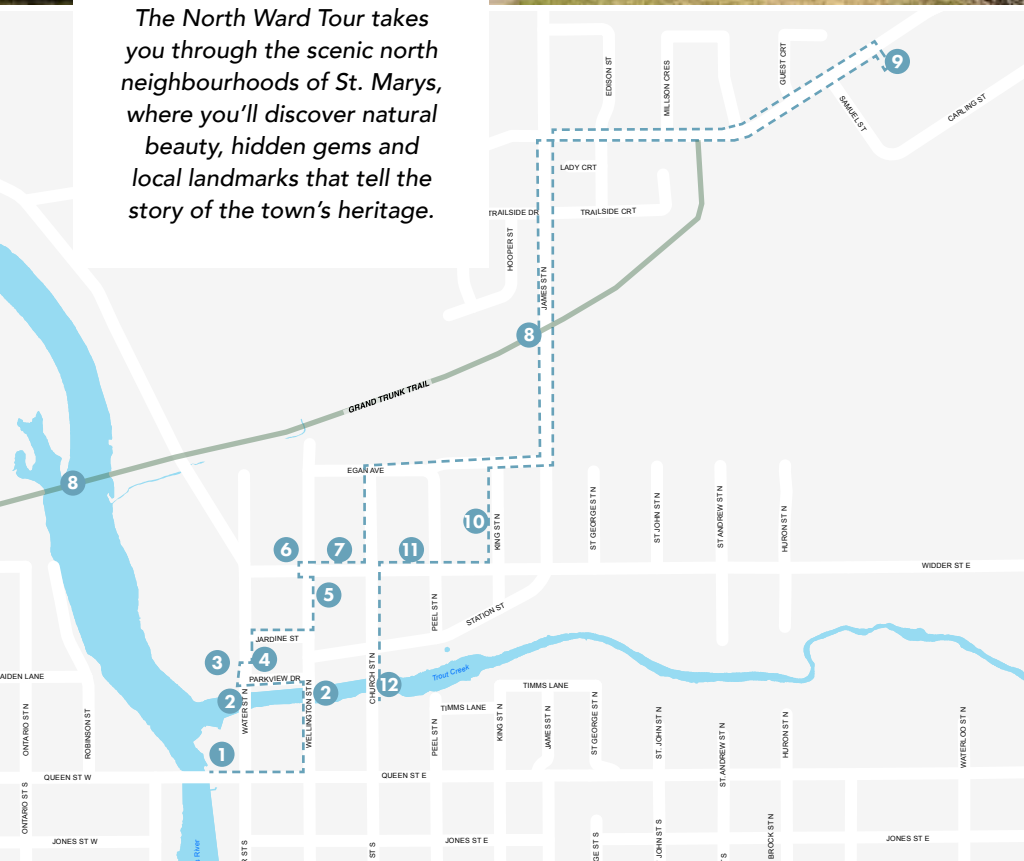 The North Ward Tour takes
you through the scenic north
neighbourhoods of St. Marys,
where you'll discover natural
beauty, hidden gems and
local landmarks that tell the
story of the town's heritage.
9
EDISON ST
MILLSON CRES
GUEST CRT
SAMUEL ST
CARLING ST
LADY CRT
TRAILSIDE DR
TRAILSIDE CRT
HOOPER ST
JAMES ST N
8
GRAND TRUNK TRAIL
8
EGAN AVE
10
KING ST N
ST GEORGE ST N
ST JOHN ST N
ST ANDREW ST N
HURON ST N
6
7
11
WIDDER ST E
5
PEEL ST N
STATION ST
JARDINE ST
3
4
PARKVIEW DR
CHURCH ST N
12
Trout Creek
AIDEN LANE
2
WATER ST N
WELLINGTON ST N
2
TIMMS LANE
TIMMS LANE
ONTARIO ST N
ROBINSON ST
PEEL ST N
KING ST N
JAMES ST N
ST GEORGE ST N
ST. JOHN ST N
ST. ANDREW ST N
HURON ST N
WATERLOO ST N
1
QUEEN ST W
QUEEN ST E
ONTARIO ST S
JONES ST W
River
R ST S
ST S
JONES ST E
GE ST S
JOHN ST S
T S
BROCK ST N
JONES ST E